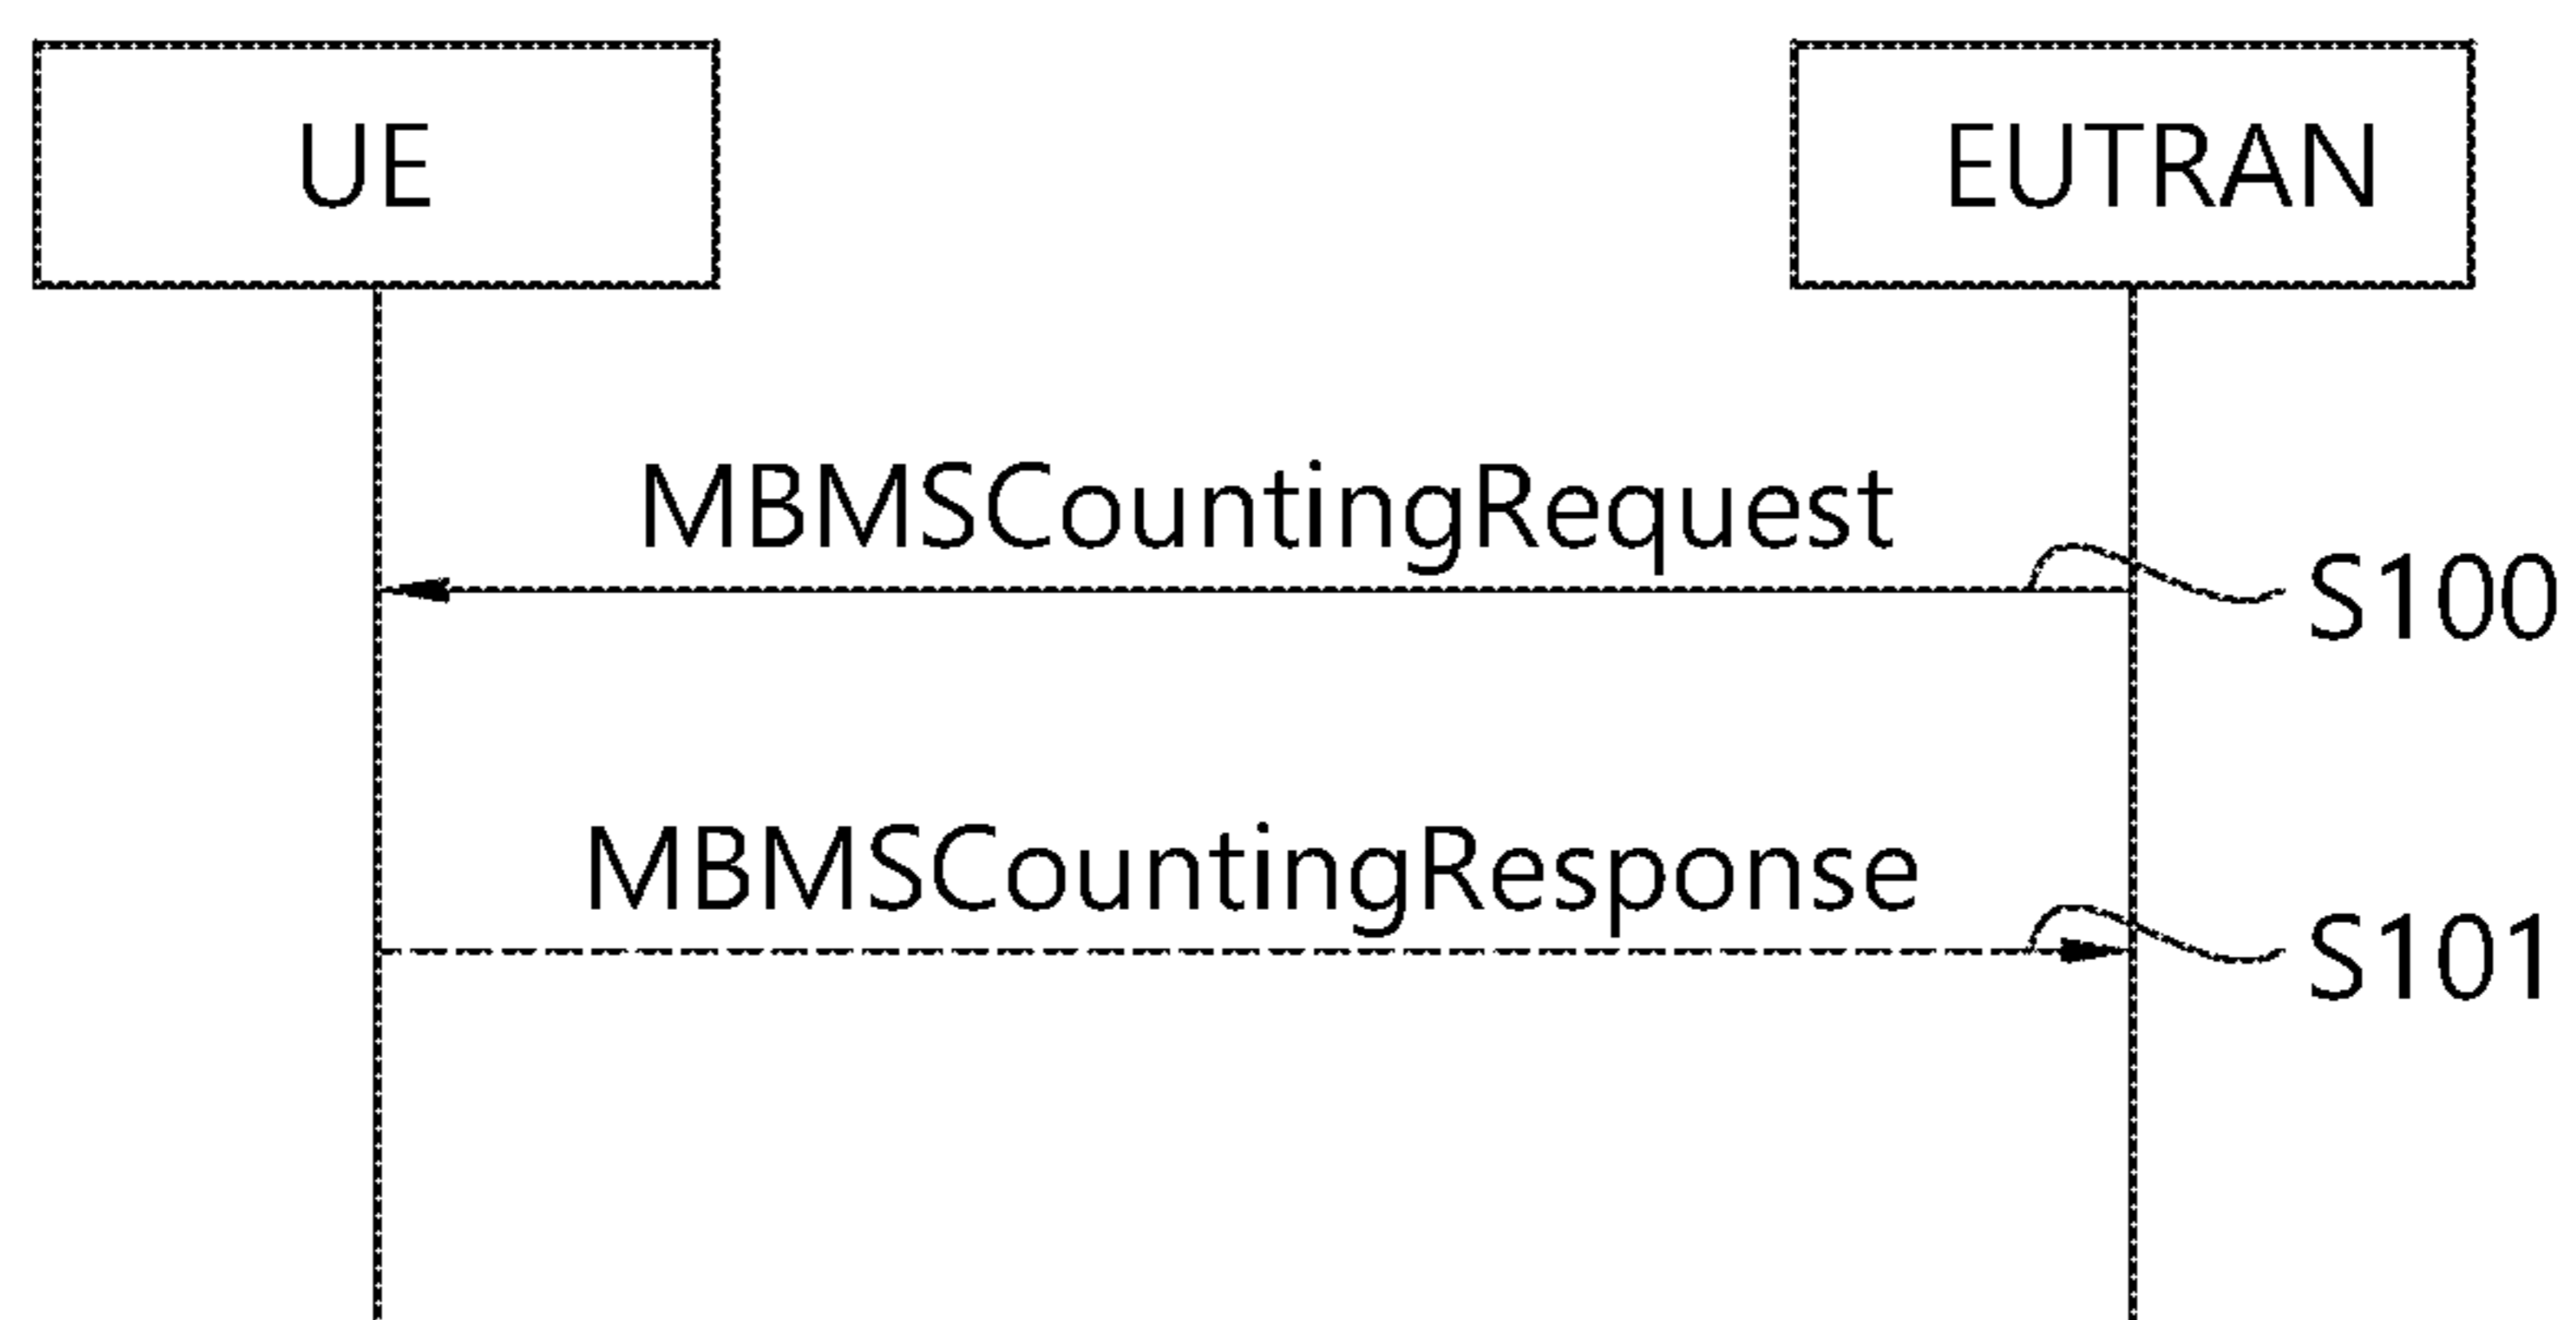 UE
EUTRAN
MBMSCountingRequest
S100
MBMSCountingResponse
S101